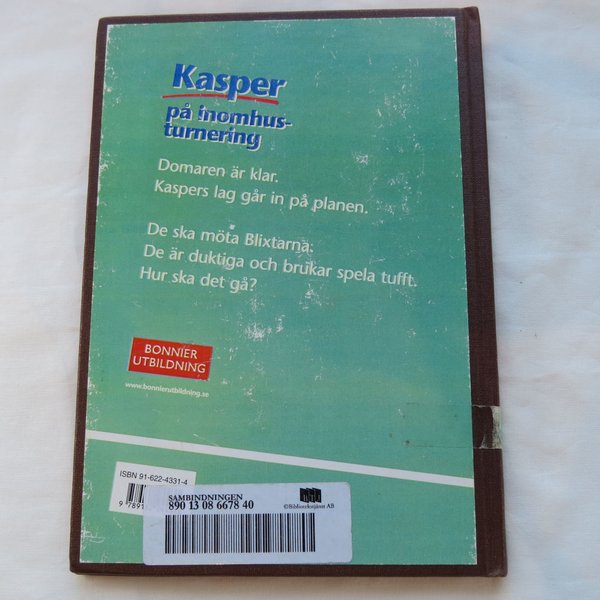 Kasper
på inomhus-
turnering
Domaren är klar.
Kaspers lag går in på planen.
De ska möta Blixtarna.
De är duktiga och brukar spela tufft.
Hur ska det gå?
BONNIER
UTBILDNING
www.bonnierutbildning.se
ISBN 91-622-4331-4
9 7891
SAMBINDNINGEN
890 13 08 6678 40
©Bibliotekstjänst AB